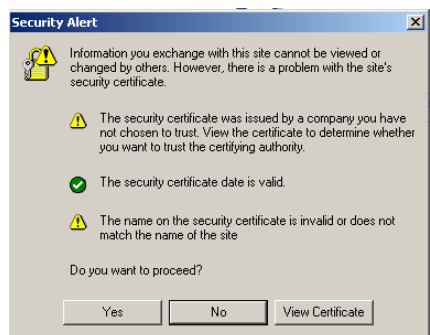 Security Alert
Information you exchange with this site cannot be viewed or
changed by others. However, there is a problem with the site's
security certificate.
The security certificate was issued by a company you have
not chosen to trust. View the certificate to determine whether
you want to trust the certifying authority.
The security certificate date is valid.
The name on the security certificate is invalid or does not
match the name of the site
Do you want to proceed?
Yes
No
View Certificate